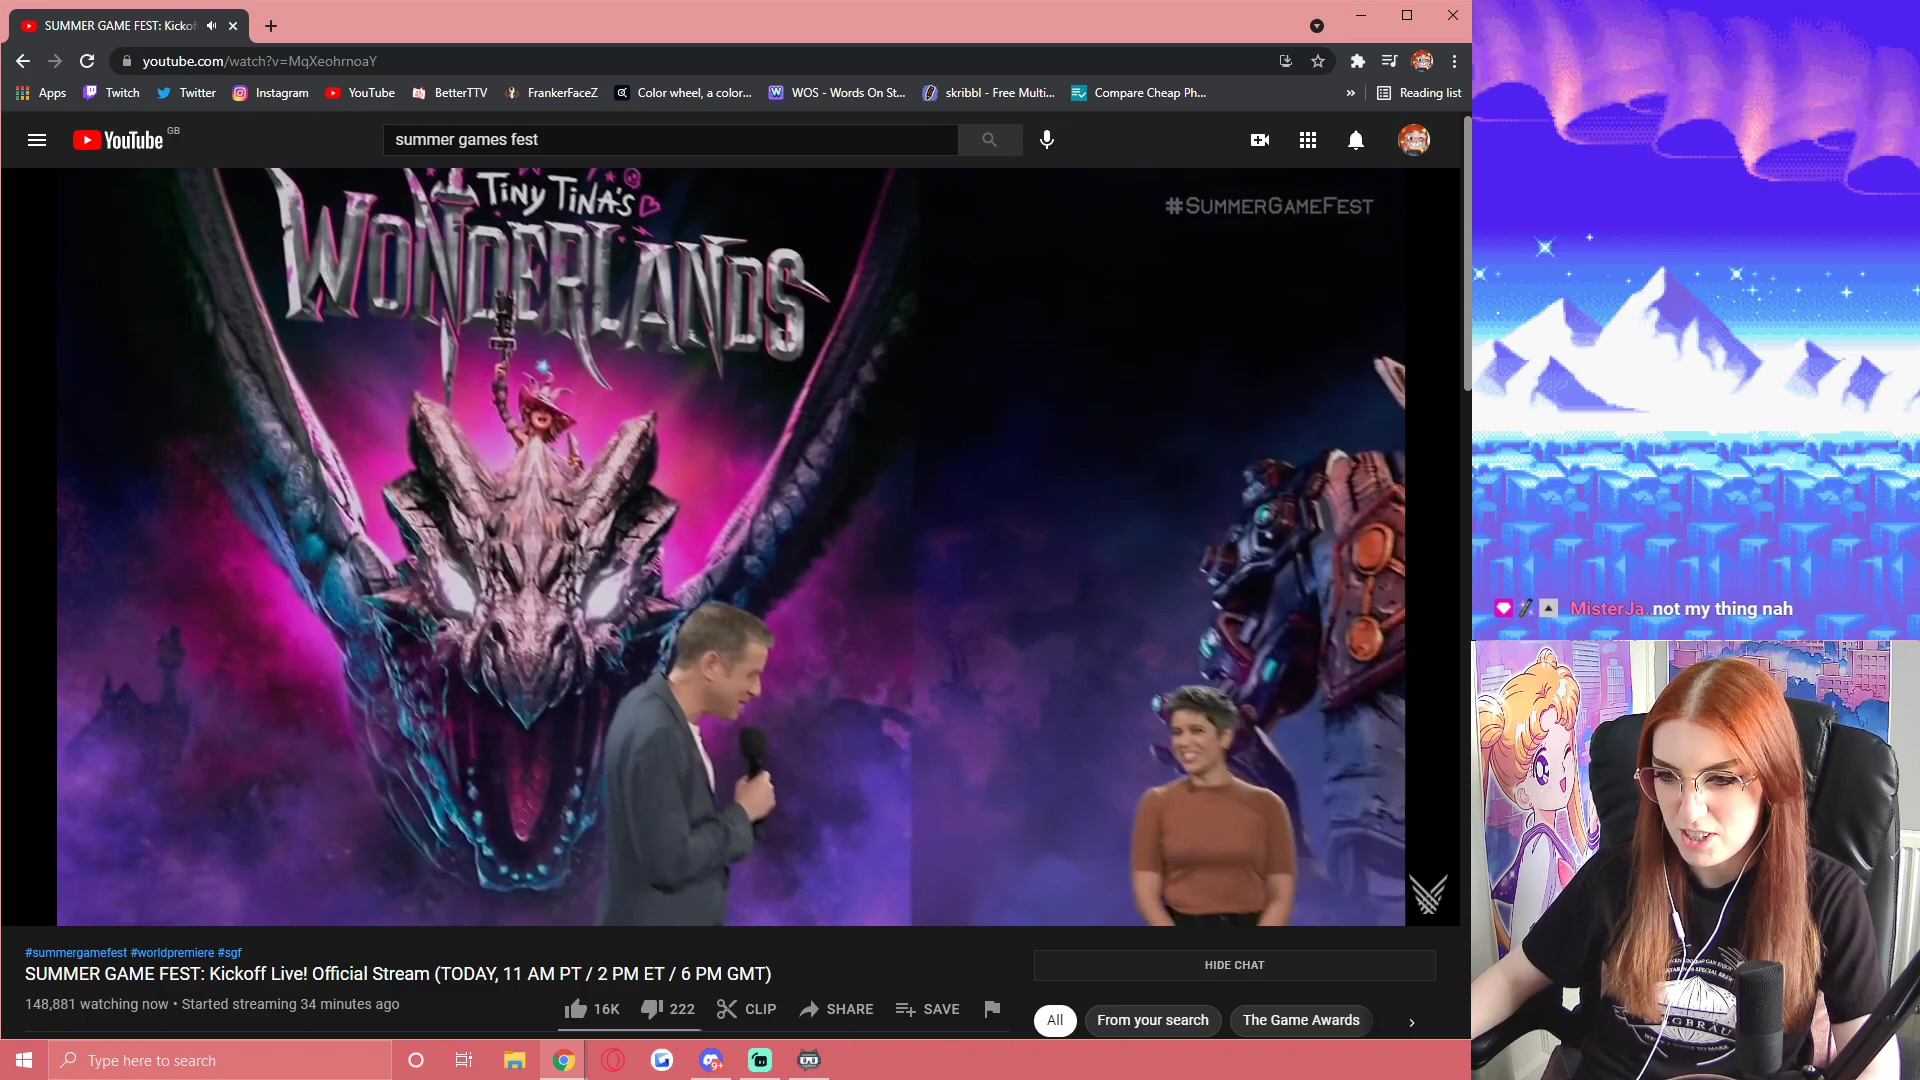 SUMMER GAME FEST: Kicko
youtube.com/watch?v=MqXeohrnoaY
Apps
Twitch
Twitter
Instagram
YouTube
BetterTTV
FrankerFaceZ
Color wheel, a color...
WOS - Words On St...
skribbl - Free Multi...
Compare Cheap Ph...
»
Reading list
YouTube GB
summer games fest
TINY TINA'S
WONDERLANDS
#SUMMERGAMEFEST
MisterJa..not my thing nah
#summergamefest #worldpremiere #sgf
SUMMER GAME FEST: Kickoff Live! Official Stream (TODAY, 11 AM PT / 2 PM ET / 6 PM GMT)
148,881 watching now • Started streaming 34 minutes ago
16K
222
CLIP
SHARE
SAVE
HIDE CHAT
All
From your search
The Game Awards
Type here to search
9+